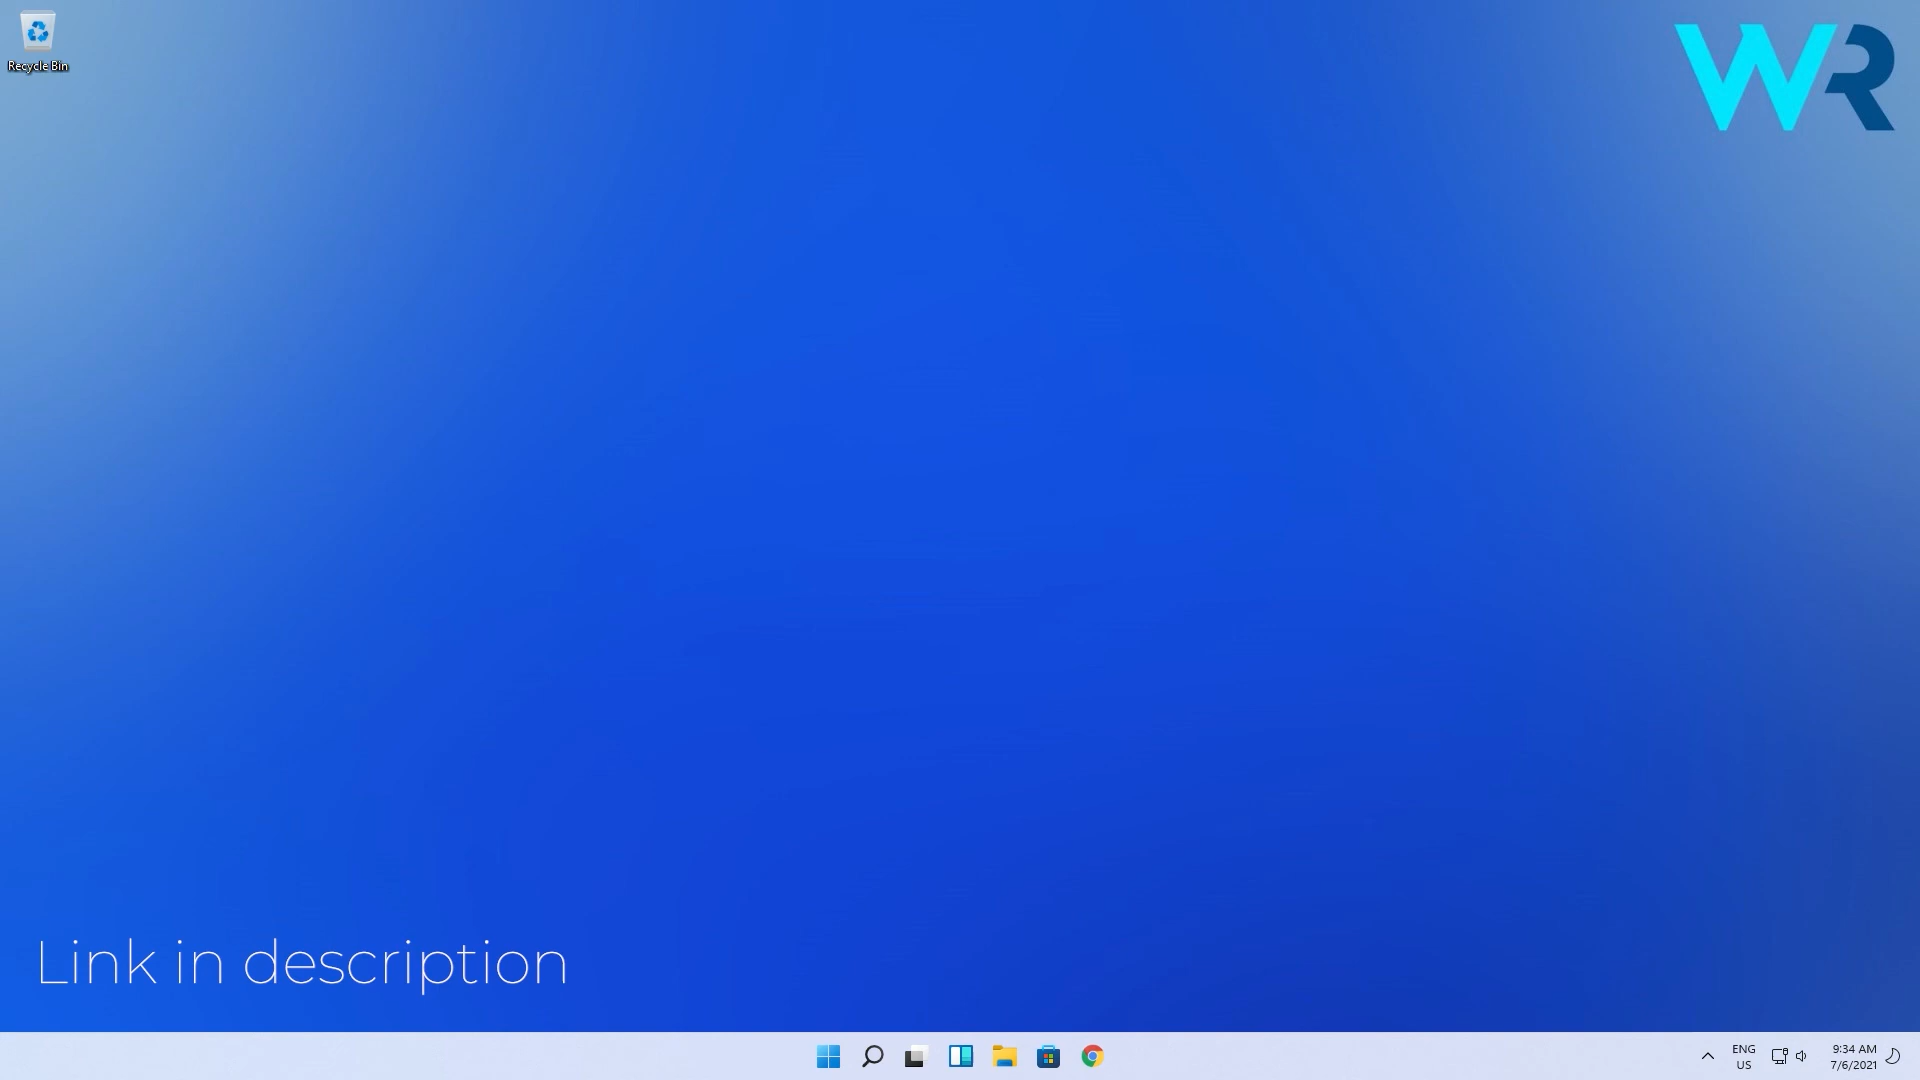 Recycle Bin
WR
Link in description
ENG
US
9:34 AM
7/6/2021